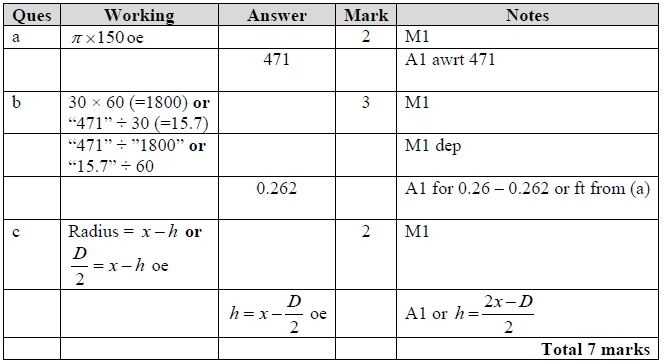 Ques Working Answer Mark Notes
a π×150 oe 2 M1
471 A1 awrt 471
b 30 × 60 (=1800) or 3 M1
“471” ÷ 30 (=15.7)
“471” ÷ ”1800” or M1 dep
“15.7” ÷ 60
0.262 A1 for 0.26 – 0.262 or ft from (a)
c Radius = x – h or 2 M1
D/2 = x – h oe
h = x – D/2 oe A1 or h = (2x – D)/2
Total 7 marks